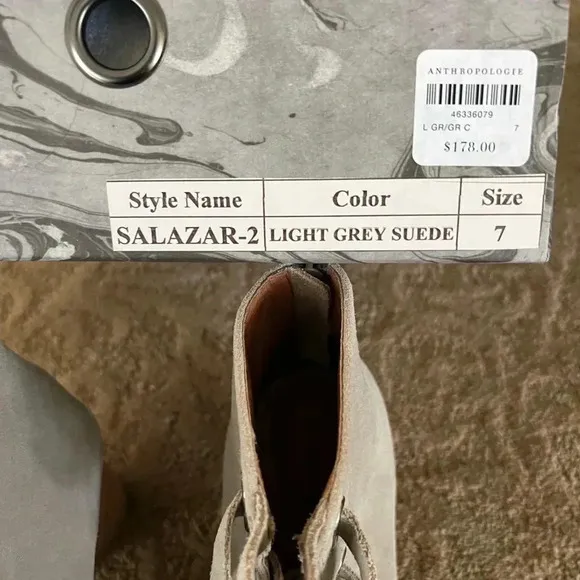 ANTHROPOLOGIE
46336079
L GR/GR C 7
$178.00
Style Name Color Size
SALAZAR-2 LIGHT GREY SUEDE 7